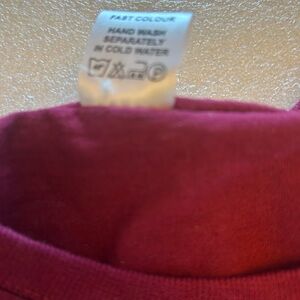 FAST COLOUR
HAND WASH
SEPARATELY
IN COLD WATER